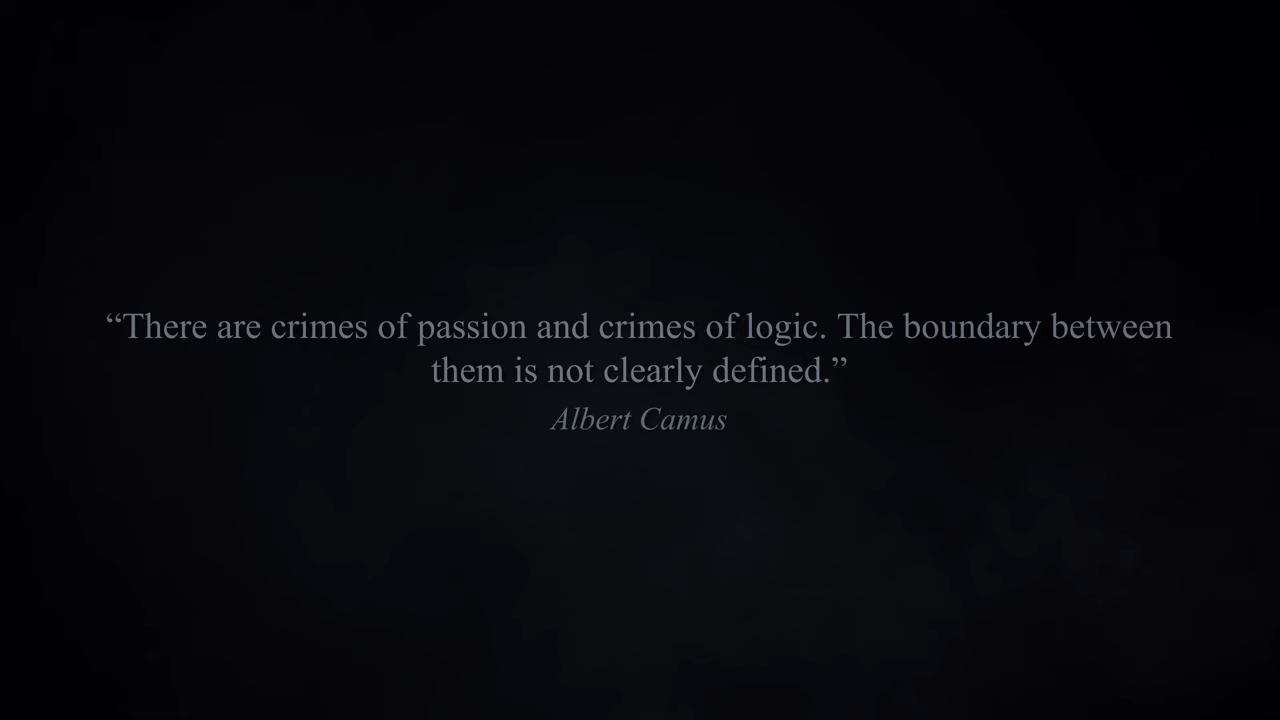 “There are crimes of passion and crimes of logic. The boundary between
them is not clearly defined.”
Albert Camus